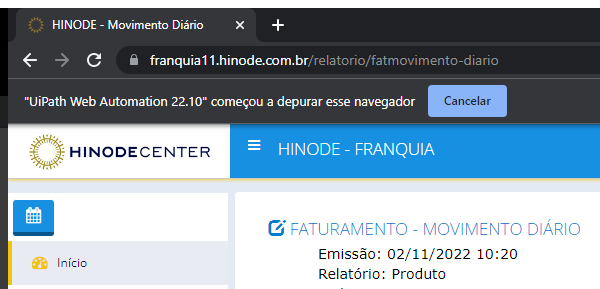 HINODE - Movimento Diário
franquia11.hinode.com.br/relatorio/fatmovimento-diario
"UiPath Web Automation 22.10" começou a depurar esse navegador
Cancelar
HINODECENTER
HINODE - FRANQUIA
FATURAMENTO - MOVIMENTO DIÁRIO
Emissão: 02/11/2022 10:20
Início
Relatório: Produto